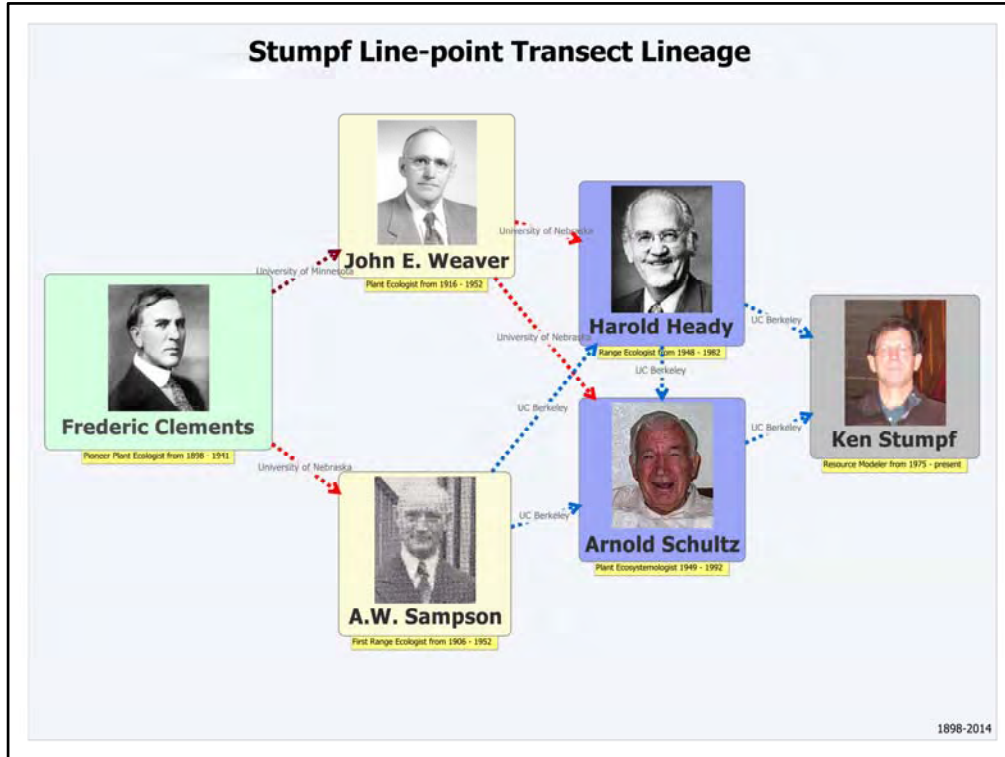 Stumpf Line-point Transect Lineage
John E. Weaver
Plant Ecologist from 1916 - 1952
University of Nebraska
University of Minnesota
Harold Heady
Range Ecologist from 1948 - 1982
UC Berkeley
University of Nebraska
UC Berkeley
Frederic Clements
Pioneer Plant Ecologist from 1898 - 1941
UC Berkeley
Ken Stumpf
Resource Modeler from 1975 - present
UC Berkeley
University of Nebraska
UC Berkeley
Arnold Schultz
Plant Ecosystemologist 1949 - 1992
A.W. Sampson
First Range Ecologist from 1906 - 1952
1898-2014